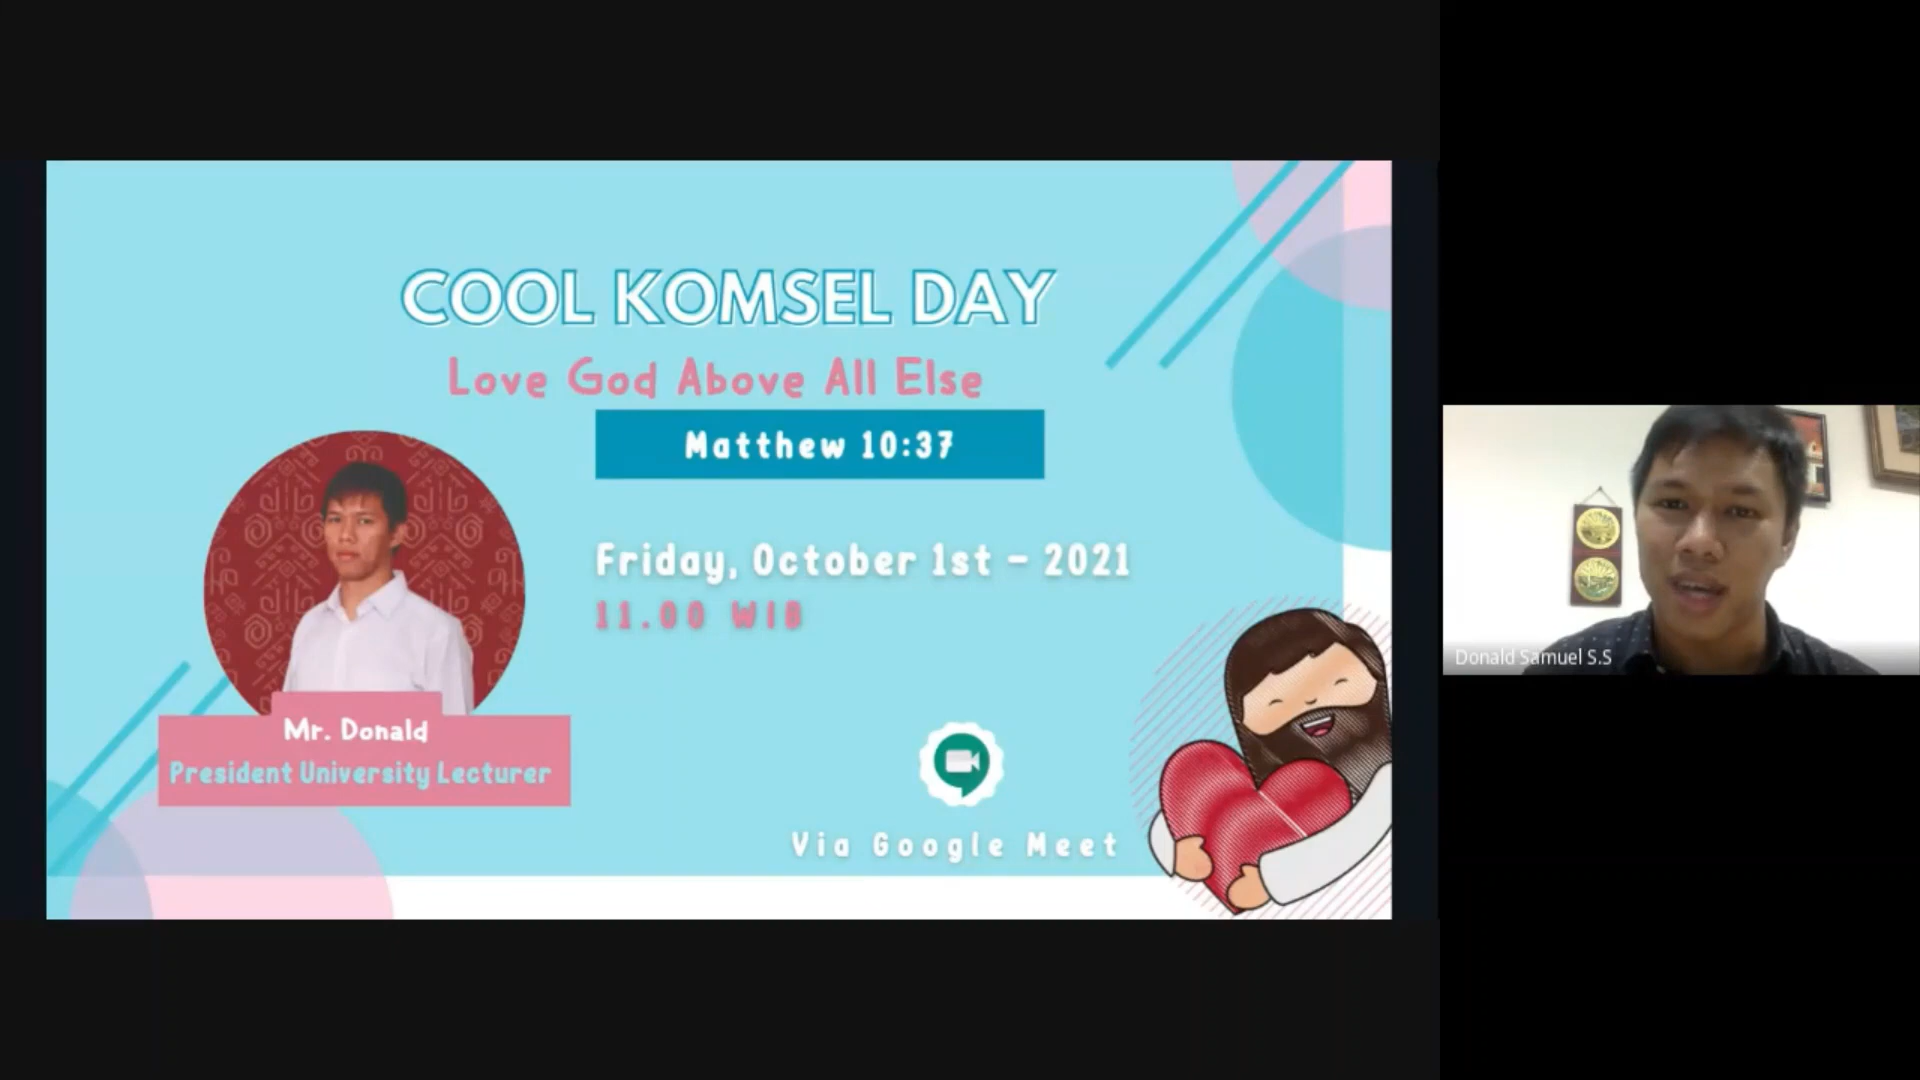 COOL KOMSEL DAY
Love God Above All Else
Matthew 10:37
Friday, October 1st - 2021
11.00 WIB
Mr. Donald
President University Lecturer
Via Google Meet
Donald Samuel S.S